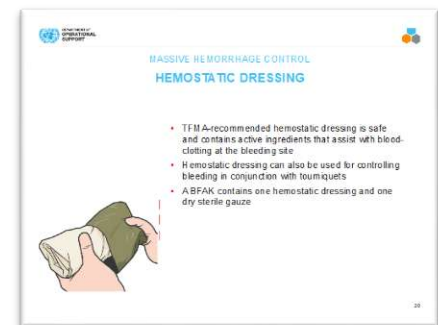 DEPARTMENT OF
OPERATIONAL
SUPPORT
MASSIVE HEMORRHAGE CONTROL
HEMOSTATIC DRESSING
• TFMA-recommended hemostatic dressing is safe
and contains active ingredients that assist with blood-
clotting at the bleeding site
• Hemostatic dressing can also be used for controlling
bleeding in conjunction with tourniquets
• A BFAK contains one hemostatic dressing and one
dry sterile gauze